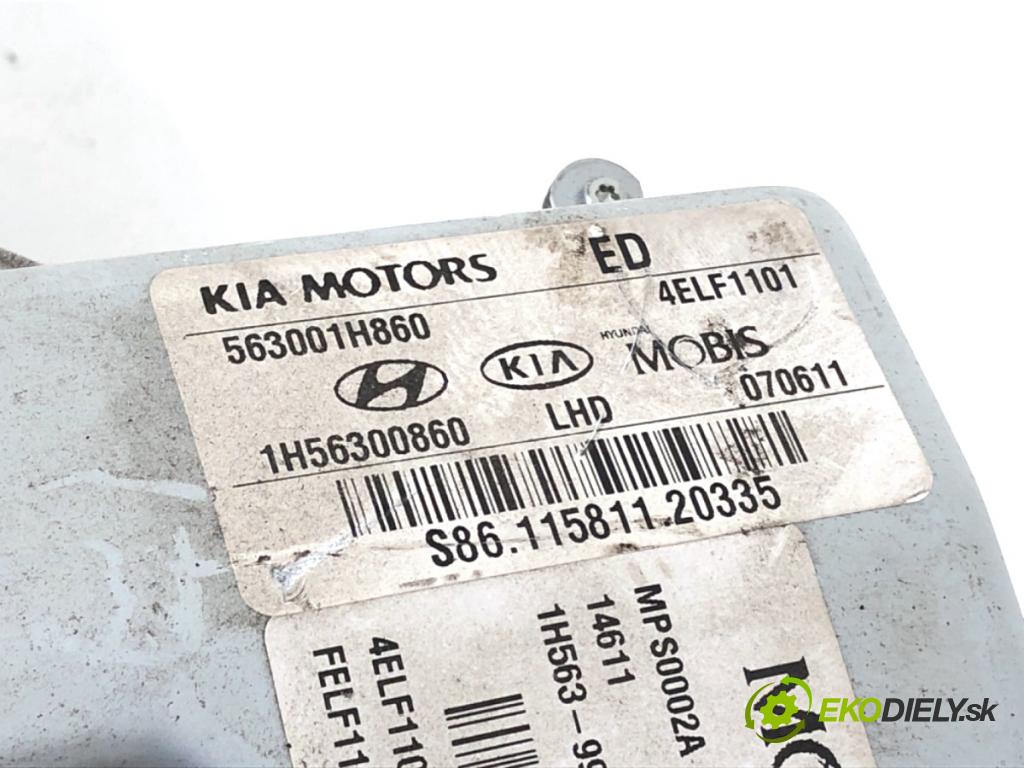 KIA MOTORS ED
563001H860 4ELF1101
KIA HYUNDAI MOBIS
1H56300860 LHD 070611
S86.115811.20335
MPS0002A
14611
1H563-99
4ELF110
FELF11
EKODIELY.sk